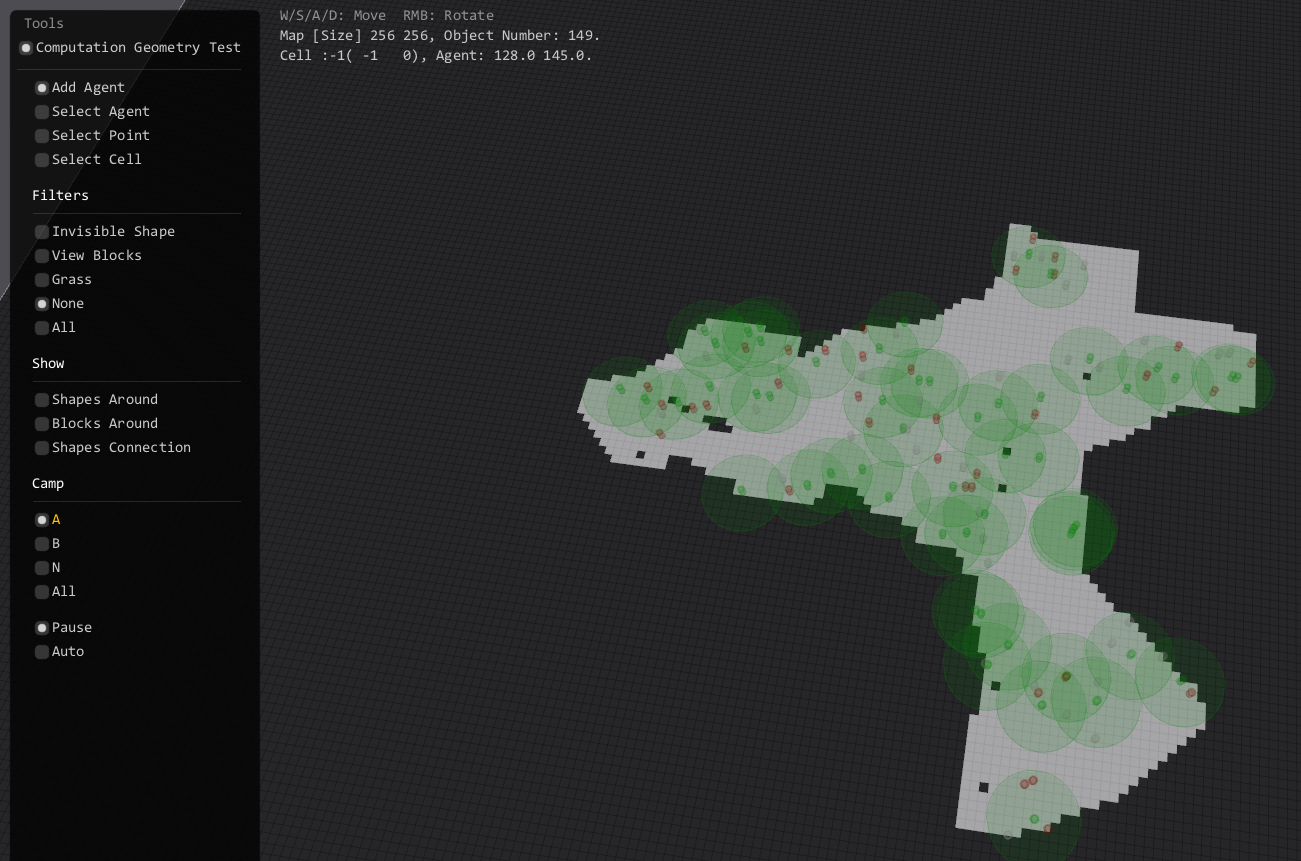 Tools
Computation Geometry Test
Add Agent
Select Agent
Select Point
Select Cell
Filters
Invisible Shape
View Blocks
Grass
None
All
Show
Shapes Around
Blocks Around
Shapes Connection
Camp
A
B
N
All
Pause
Auto
W/S/A/D: Move  RMB: Rotate
Map [Size] 256 256, Object Number: 149.
Cell :-1( -1   0), Agent: 128.0 145.0.